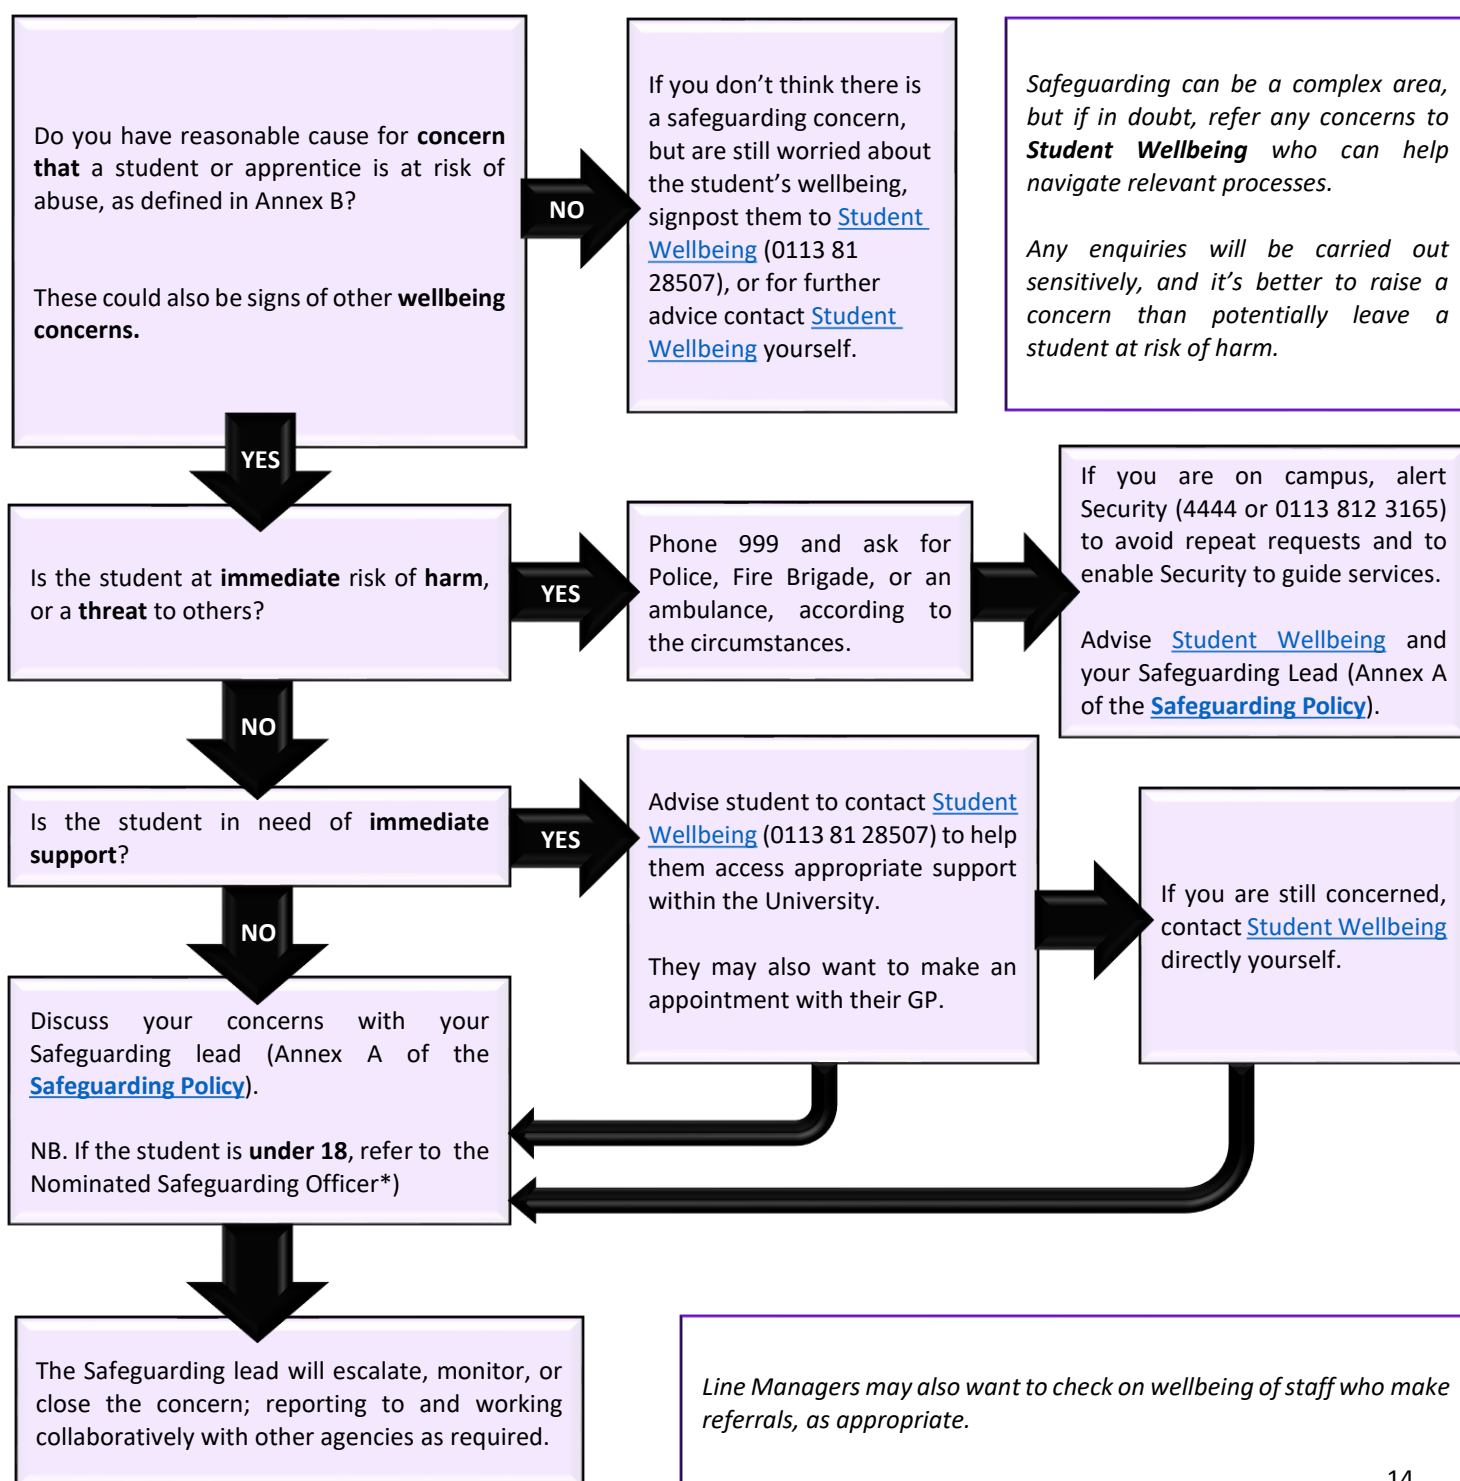 Do you have reasonable cause for concern
that a student or apprentice is at risk of
abuse, as defined in Annex B?
These could also be signs of other wellbeing
concerns.
NO
If you don’t think there is
a safeguarding concern,
but are still worried about
the student’s wellbeing,
signpost them to Student
Wellbeing (0113 81
28507), or for further
advice contact Student
Wellbeing yourself.
Safeguarding can be a complex area,
but if in doubt, refer any concerns to
Student Wellbeing who can help
navigate relevant processes.
Any enquiries will be carried out
sensitively, and it’s better to raise a
concern than potentially leave a
student at risk of harm.
YES
Is the student at immediate risk of harm,
or a threat to others?
YES
Phone 999 and ask for
Police, Fire Brigade, or an
ambulance, according to
the circumstances.
If you are on campus, alert
Security (4444 or 0113 812 3165)
to avoid repeat requests and to
enable Security to guide services.
Advise Student Wellbeing and
your Safeguarding Lead (Annex A
of the Safeguarding Policy).
NO
Is the student in need of immediate
support?
YES
Advise student to contact Student
Wellbeing (0113 81 28507) to help
them access appropriate support
within the University.
They may also want to make an
appointment with their GP.
If you are still concerned,
contact Student Wellbeing
directly yourself.
NO
Discuss your concerns with your
Safeguarding lead (Annex A of the
Safeguarding Policy).
NB. If the student is under 18, refer to the
Nominated Safeguarding Officer*)
The Safeguarding lead will escalate, monitor, or
close the concern; reporting to and working
collaboratively with other agencies as required.
Line Managers may also want to check on wellbeing of staff who make
referrals, as appropriate.
14